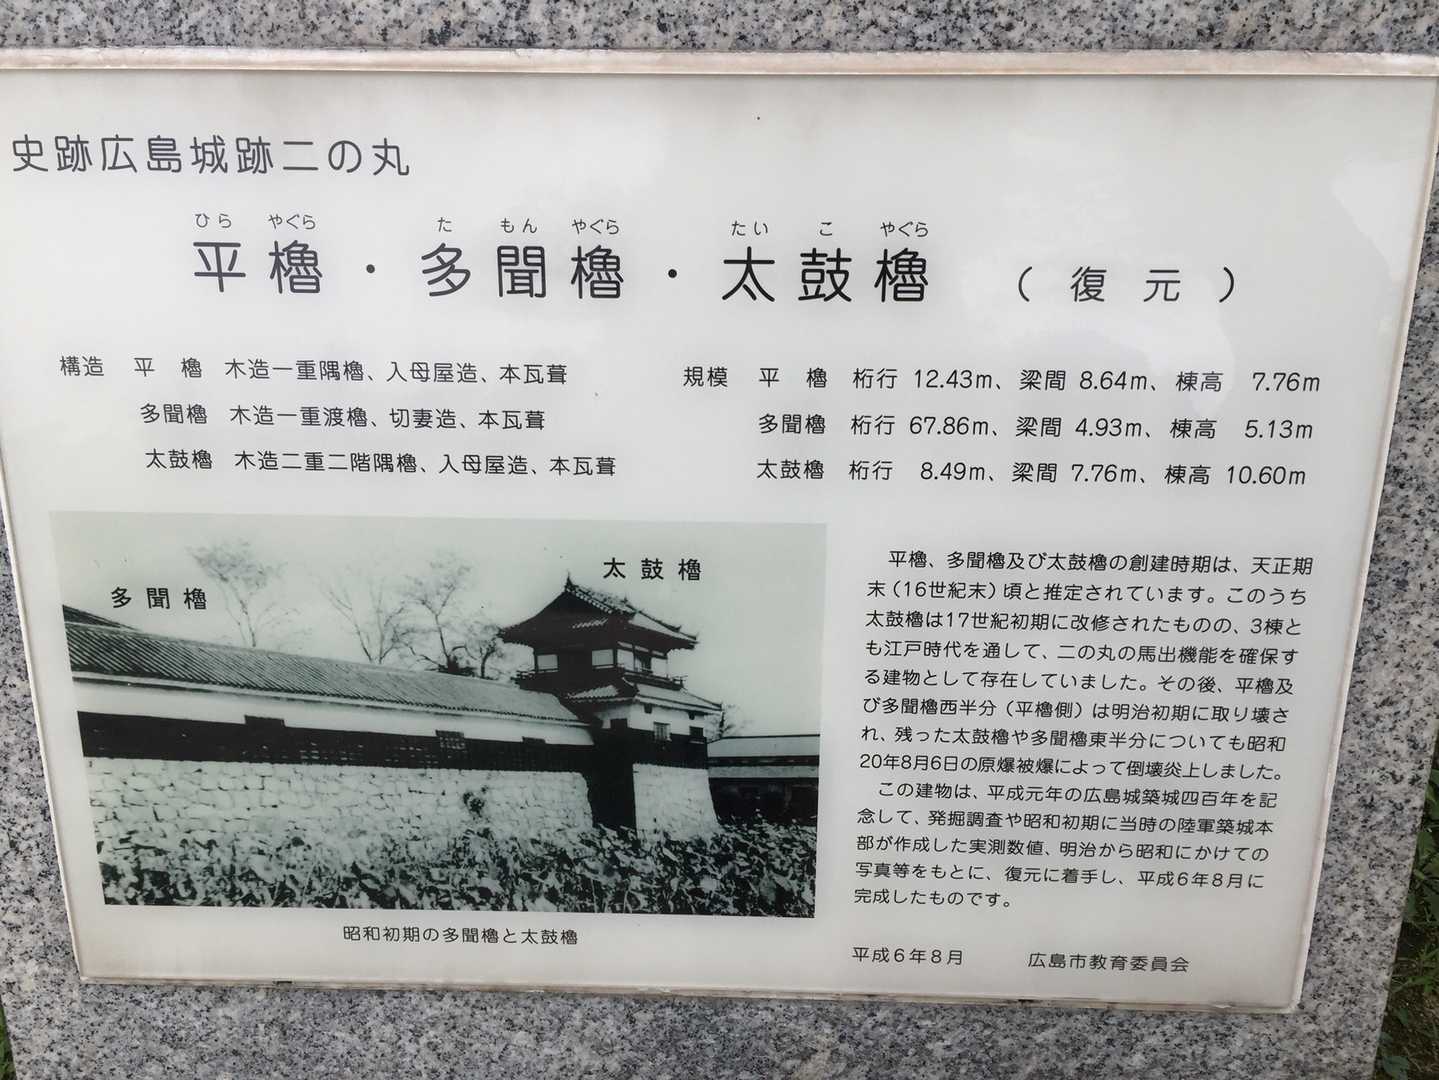 史跡広島城跡二の丸
ひら やぐら た もん やぐら たい こ やぐら
平櫓・多聞櫓・太鼓櫓 (復元)
構造 平 櫓 木造一重隅櫓、入母屋造、本瓦葺
多聞櫓 木造一重渡櫓、切妻造、本瓦葺
太鼓櫓 木造二重二階隅櫓、入母屋造、本瓦葺
規模 平 櫓 桁行 12.43m、梁間 8.64m、棟高 7.76m
多聞櫓 桁行 67.86m、梁間 4.93m、棟高 5.13m
太鼓櫓 桁行 8.49m、梁間 7.76m、棟高 10.60m
多聞櫓
太鼓櫓
昭和初期の多聞櫓と太鼓櫓
平櫓、多聞櫓及び太鼓櫓の創建時期は、天正期
末(16世紀末)頃と推定されています。このうち
太鼓櫓は17世紀初期に改修されたものの、3棟と
も江戸時代を通して、二の丸の馬出機能を確保す
る建物として存在していました。その後、平櫓及
び多聞櫓西半分(平櫓側)は明治初期に取り壊さ
れ、残った太鼓櫓や多聞櫓東半分についても昭和
20年8月6日の原爆被爆によって倒壊炎上しました。
この建物は、平成元年の広島城築城四百年を記
念して、発掘調査や昭和初期に当時の陸軍築城本
部が作成した実測数値、明治から昭和にかけての
写真等をもとに、復元に着手し、平成6年8月に
完成したものです。
平成6年8月 広島市教育委員会